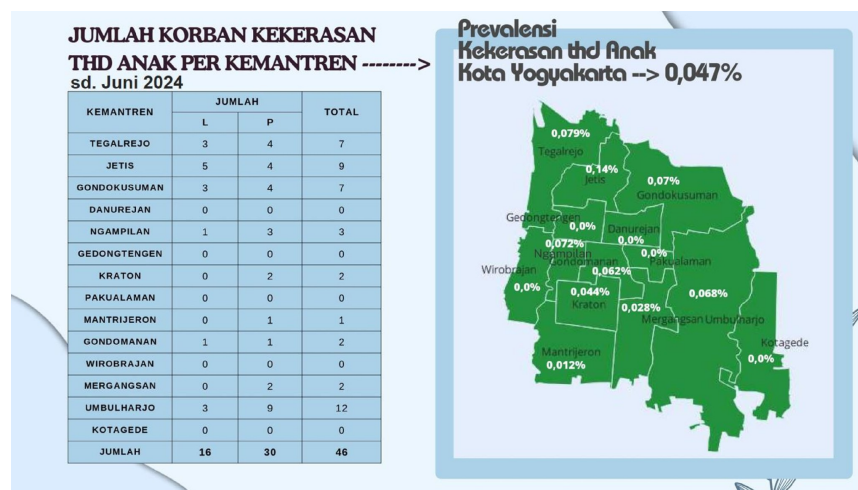 JUMLAH KORBAN KEKERASAN
THD ANAK PER KEMANTREN -------->
sd. Juni 2024
KEMANTREN JUMLAH TOTAL
L P
TEGALREJO 3 4 7
JETIS 5 4 9
GONDOKUSUMAN 3 4 7
DANUREJAN 0 0 0
NGAMPILAN 1 3 3
GEDONGTENGEN 0 0 0
KRATON 0 2 2
PAKUALAMAN 0 0 0
MANTRIJERON 0 1 1
GONDOMANAN 1 1 2
WIROBRAJAN 0 0 0
MERGANGSAN 0 2 2
UMBULHARJO 3 9 12
KOTAGEDE 0 0 0
JUMLAH 16 30 46
Prevalensi
Kekerasan thd Anak
Kota Yogyakarta --> 0,047%
0,079%
Tegalrejo
0,14%
Jetis
0,07%
Gondokusuman
Gedongtengen
0,0%
Danurejan
0,0%
0,072%
Ngampilan
Gondomanan
0,062%
0,0%
Pakualaman
Wirobrajan
0,0%
0,044%
Kraton
0,028%
Mergangsan
0,068%
Umbulharjo
Mantrijeron
0,012%
Kotagede
0,0%